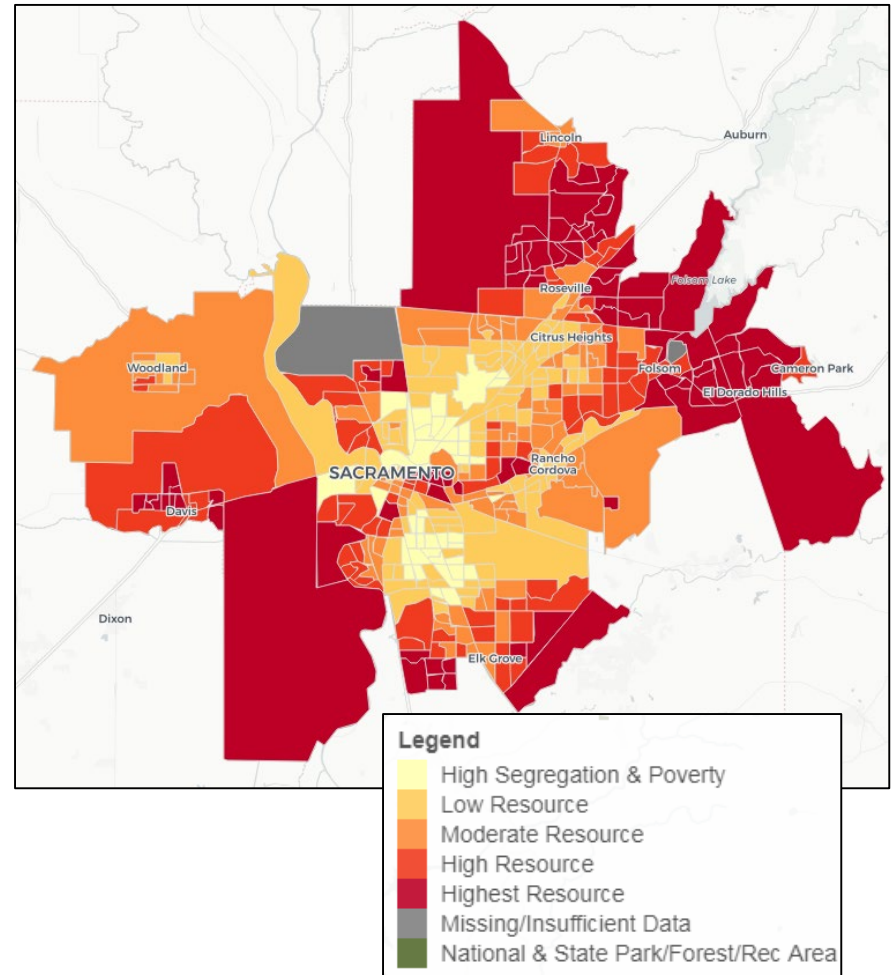 Lincoln
Auburn
Folsom Lake
Roseville
Citrus Heights
Woodland
Folsom
Cameron Park
El Dorado Hills
Rancho
Cordova
SACRAMENTO
Davis
Dixon
Elk Grove
Legend
High Segregation & Poverty
Low Resource
Moderate Resource
High Resource
Highest Resource
Missing/Insufficient Data
National & State Park/Forest/Rec Area